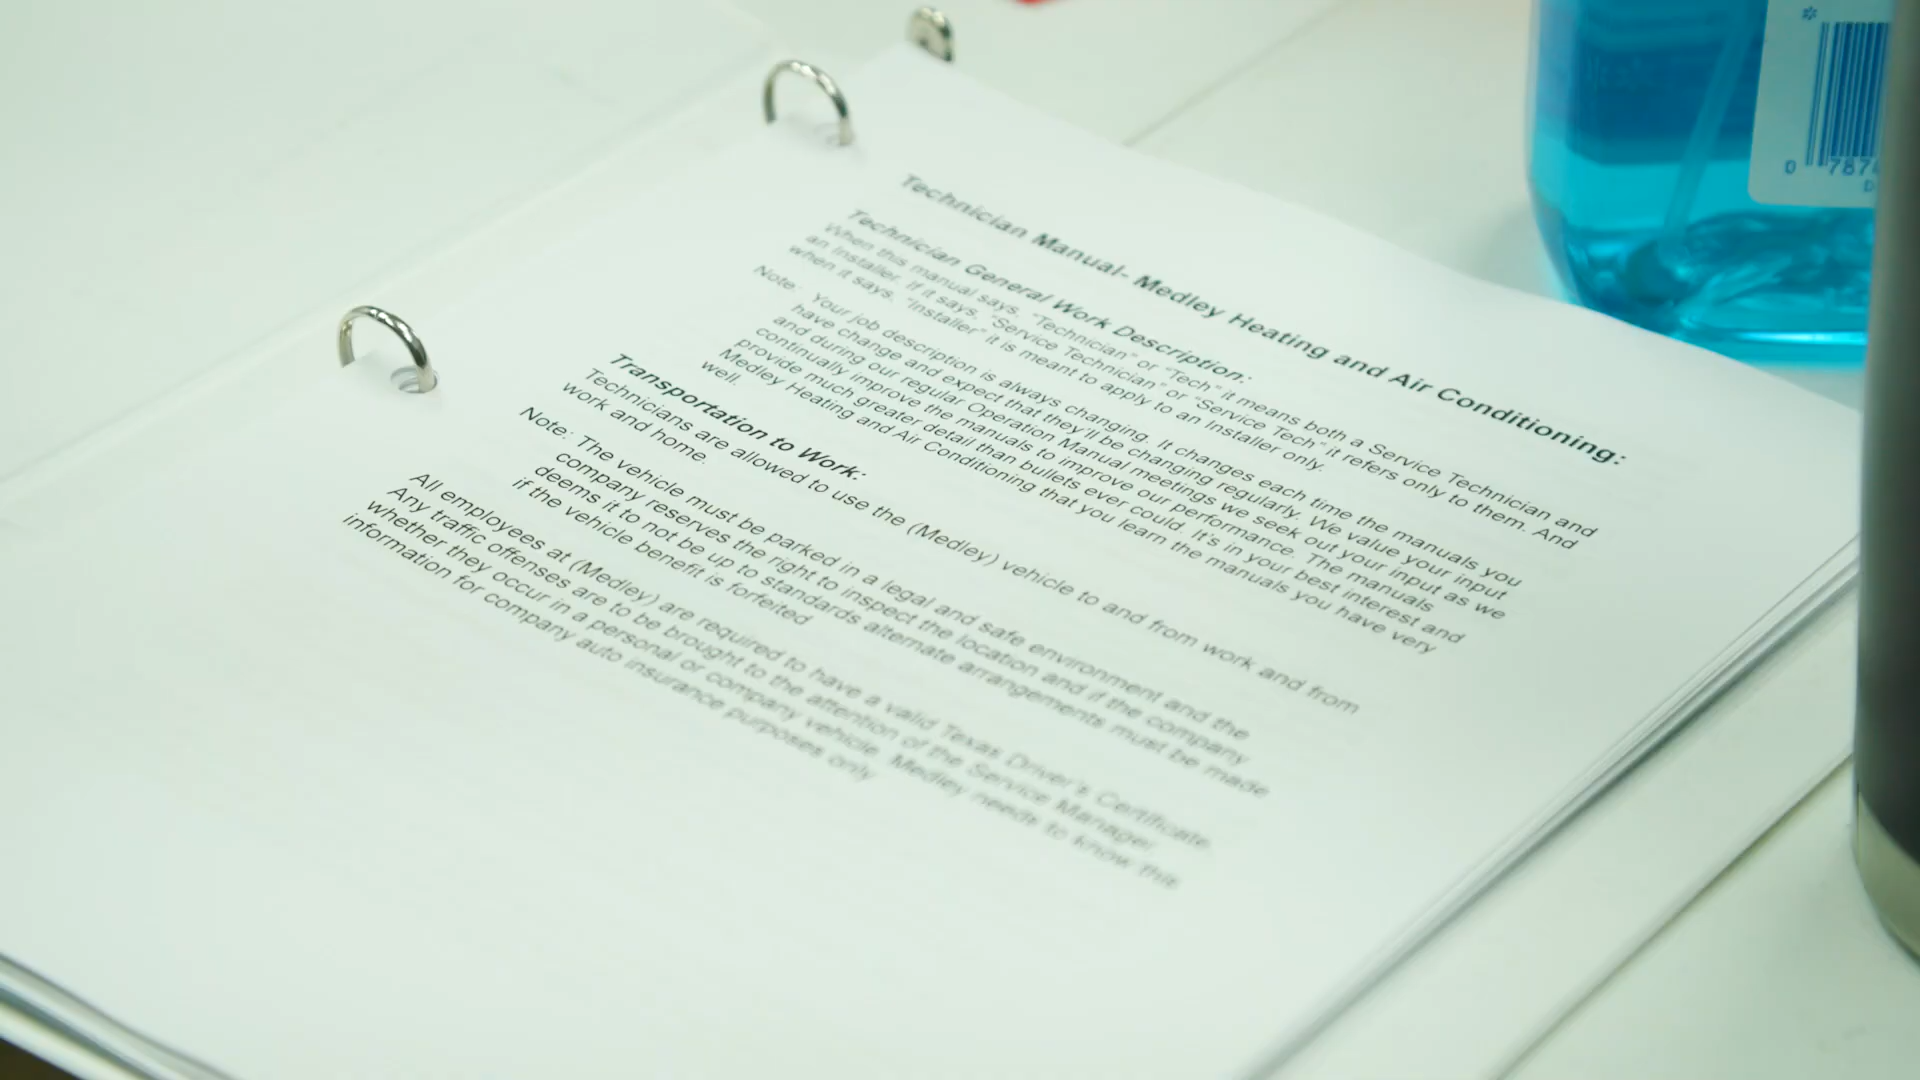 Technician Manual- Medley Heating and Air Conditioning:
Technician General Work Description:
When this manual says. "Technician" or "Tech" it means both a Service Technician and
an Installer. If it says. "Service Technician" or "Service Tech" it refers only to them. And
when it says. "Installer" it is meant to apply to an Installer only.
Note: Your job description is always changing. It changes each time the manuals you
have change and expect that they'll be changing regularly. We value your input
and during our regular Operation Manual meetings we seek out your input as we
continually improve the manuals to improve our performance. The manuals
provide much greater detail than bullets ever could. It's in your best interest and
Medley Heating and Air Conditioning that you learn the manuals you have very
well.
Transportation to Work:
Technicians are allowed to use the (Medley) vehicle to and from work and from
work and home.
Note: The vehicle must be parked in a legal and safe environment and the
company reserves the right to inspect the location and if the company
deems it to not be up to standards alternate arrangements must be made
if the vehicle benefit is forfeited
All employees at (Medley) are required to have a valid Texas Driver's Certificate.
Any traffic offenses are to be brought to the attention of the Service Manager,
whether they occur in a personal or company vehicle. Medley needs to know this
information for company auto insurance purposes only
0 787
D